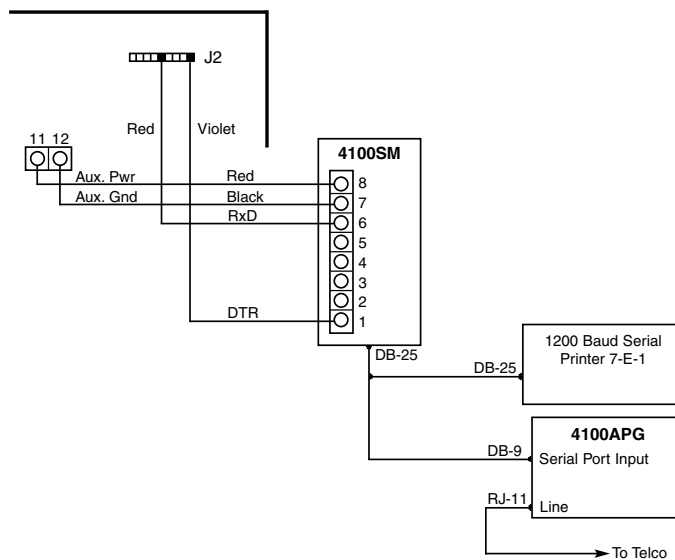 J2
Red Violet
11 12
4100SM
Aux. Pwr Red 8
Aux. Gnd Black 7
RxD 6
5
4
3
2
DTR 1
DB-25
1200 Baud Serial
Printer 7-E-1
DB-25
4100APG
DB-9 Serial Port Input
RJ-11 Line
To Telco